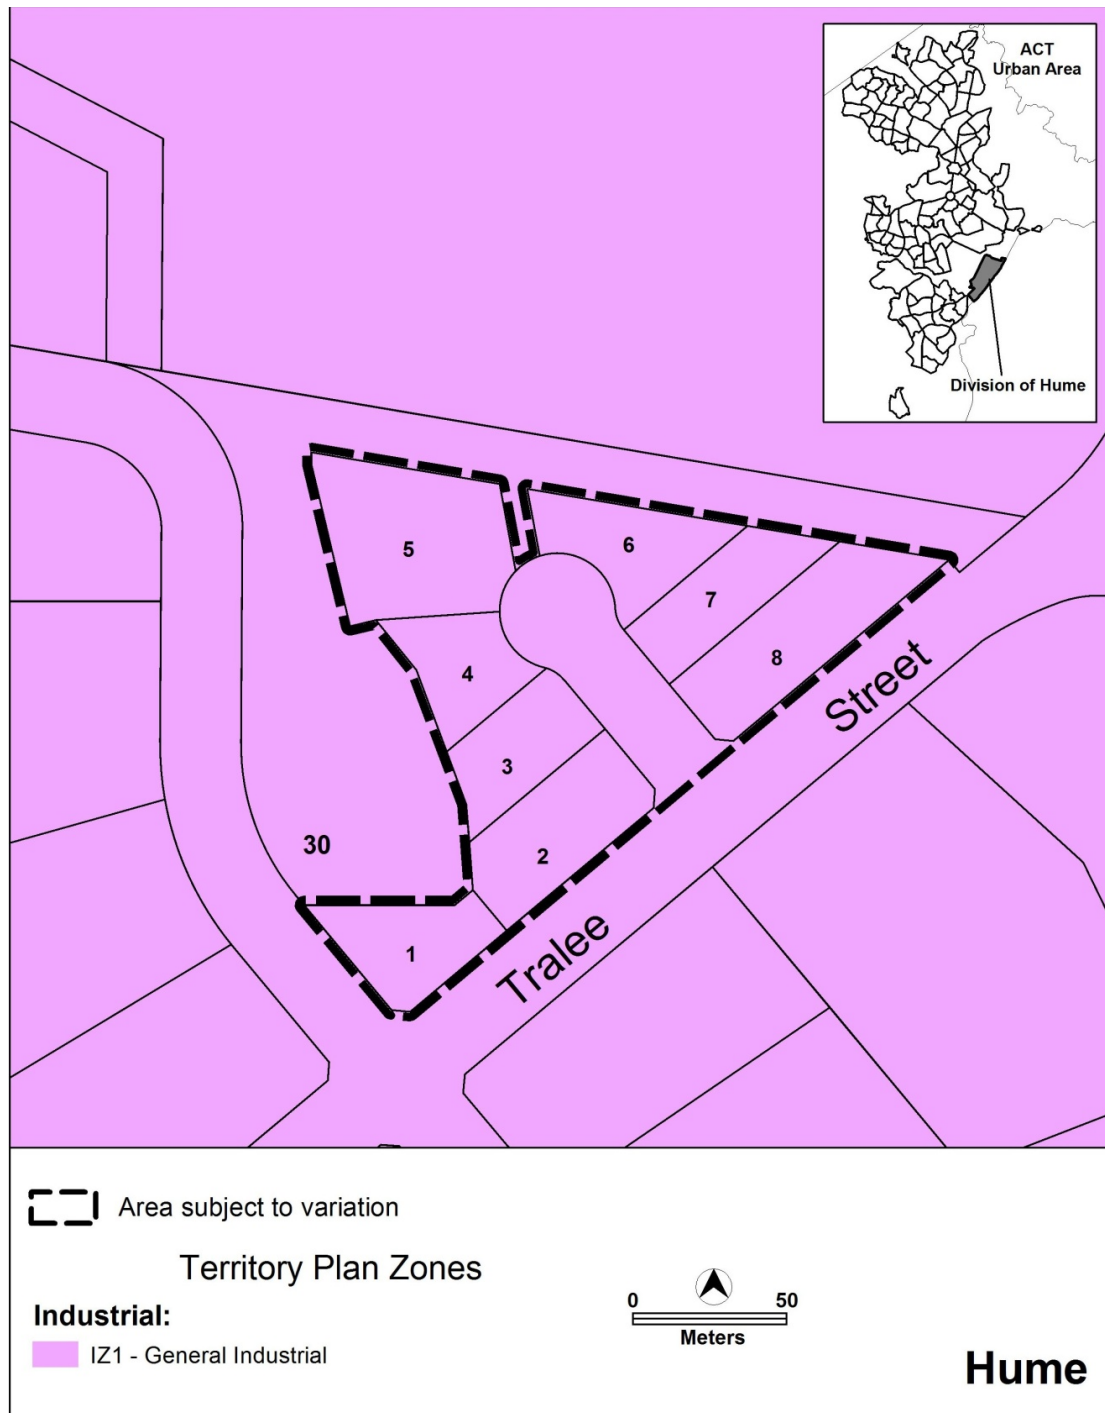 ACT
Urban Area
Division of Hume
5
6
7
8
4
3
30
2
1
Tralee Street
Area subject to variation
Territory Plan Zones
Industrial:
IZ1 - General Industrial
0 50
Meters
Hume